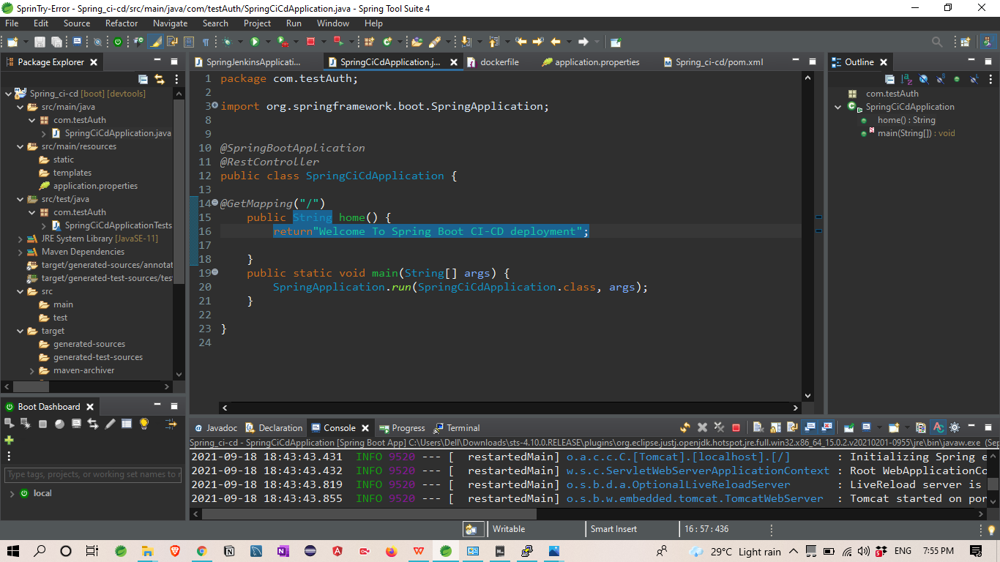 SprinTry-Error - Spring_ci-cd/src/main/java/com/testAuth/SpringCiCdApplication.java - Spring Tool Suite 4
File Edit Source Refactor Navigate Search Project Run Window Help
Package Explorer
Spring_ci-cd [boot] [devtools]
src/main/java
com.testAuth
SpringCiCdApplication.java
src/main/resources
static
templates
application.properties
src/test/java
com.testAuth
SpringCiCdApplicationTests
JRE System Library [JavaSE-11]
Maven Dependencies
target/generated-sources/annotat
target/generated-test-sources/tes
src
main
test
target
generated-sources
generated-test-sources
maven-archiver
Boot Dashboard
Type tags, projects, or working set names to r
local
SpringJenkinsApplicati... SpringCiCdApplication.j... dockerfile application.properties Spring_ci-cd/pom.xml
1 package com.testAuth;
2
3 import org.springframework.boot.SpringApplication;
8
9
10 @SpringBootApplication
11 @RestController
12 public class SpringCiCdApplication {
13
14 @GetMapping("/")
15 public String home() {
16 return"Welcome To Spring Boot CI-CD deployment";
17
18 }
19 public static void main(String[] args) {
20 SpringApplication.run(SpringCiCdApplication.class, args);
21 }
22
23 }
24
Outline
com.testAuth
SpringCiCdApplication
home() : String
main(String[]) : void
Javadoc Declaration Console Progress Terminal
Spring_ci-cd - SpringCiCdApplication [Spring Boot App] C:\Users\Dell\Downloads\sts-4.10.0.RELEASE\plugins\org.eclipse.justj.openjdk.hotspot.jre.full.win32.x86_64_15.0.2.v20210201-0955\jre\bin\javaw.exe (Sep
2021-09-18 18:43:43.431 INFO 9520 --- [ restartedMain] o.a.c.c.C.[Tomcat].[localhost].[/] : Initializing Spring e
2021-09-18 18:43:43.432 INFO 9520 --- [ restartedMain] w.s.c.ServletWebServerApplicationContext : Root WebApplicationCo
2021-09-18 18:43:43.819 INFO 9520 --- [ restartedMain] o.s.b.d.a.OptionalLiveReloadServer : LiveReload server is
2021-09-18 18:43:43.855 INFO 9520 --- [ restartedMain] o.s.b.w.embedded.tomcat.TomcatWebServer : Tomcat started on por
Writable Smart Insert 16 : 57 : 436
29°C Light rain ENG 7:55 PM